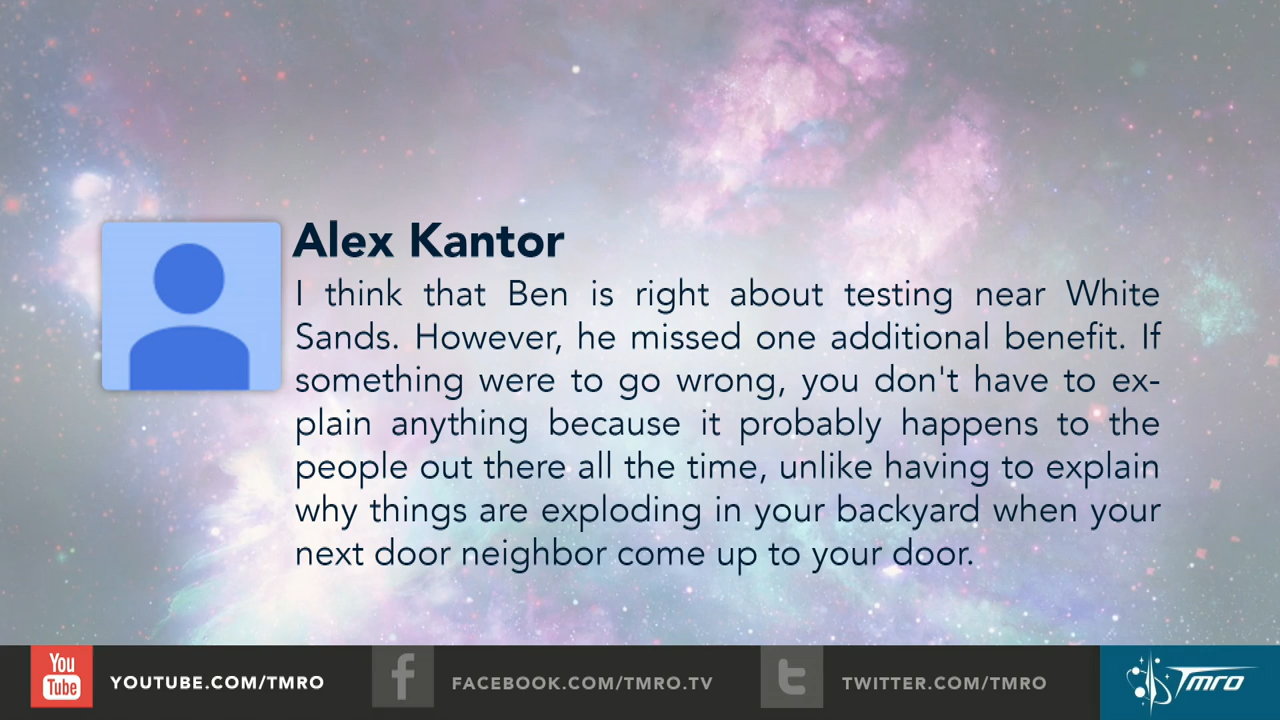 Alex Kantor
I think that Ben is right about testing near White
Sands. However, he missed one additional benefit. If
something were to go wrong, you don't have to ex-
plain anything because it probably happens to the
people out there all the time, unlike having to explain
why things are exploding in your backyard when your
next door neighbor come up to your door.
You
Tube
YOUTUBE.COM/TMRO
f
FACEBOOK.COM/TMRO.TV
t
TWITTER.COM/TMRO
Tmro